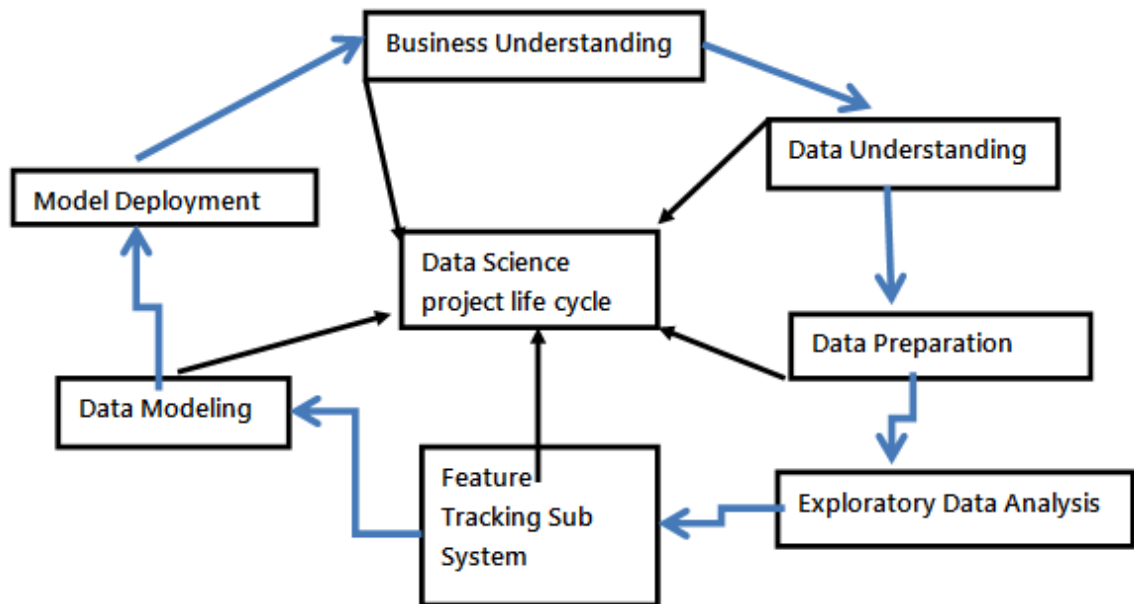 Business Understanding
Data Understanding
Model Deployment
Data Science
project life cycle
Data Preparation
Data Modeling
Feature
Tracking Sub
System
Exploratory Data Analysis